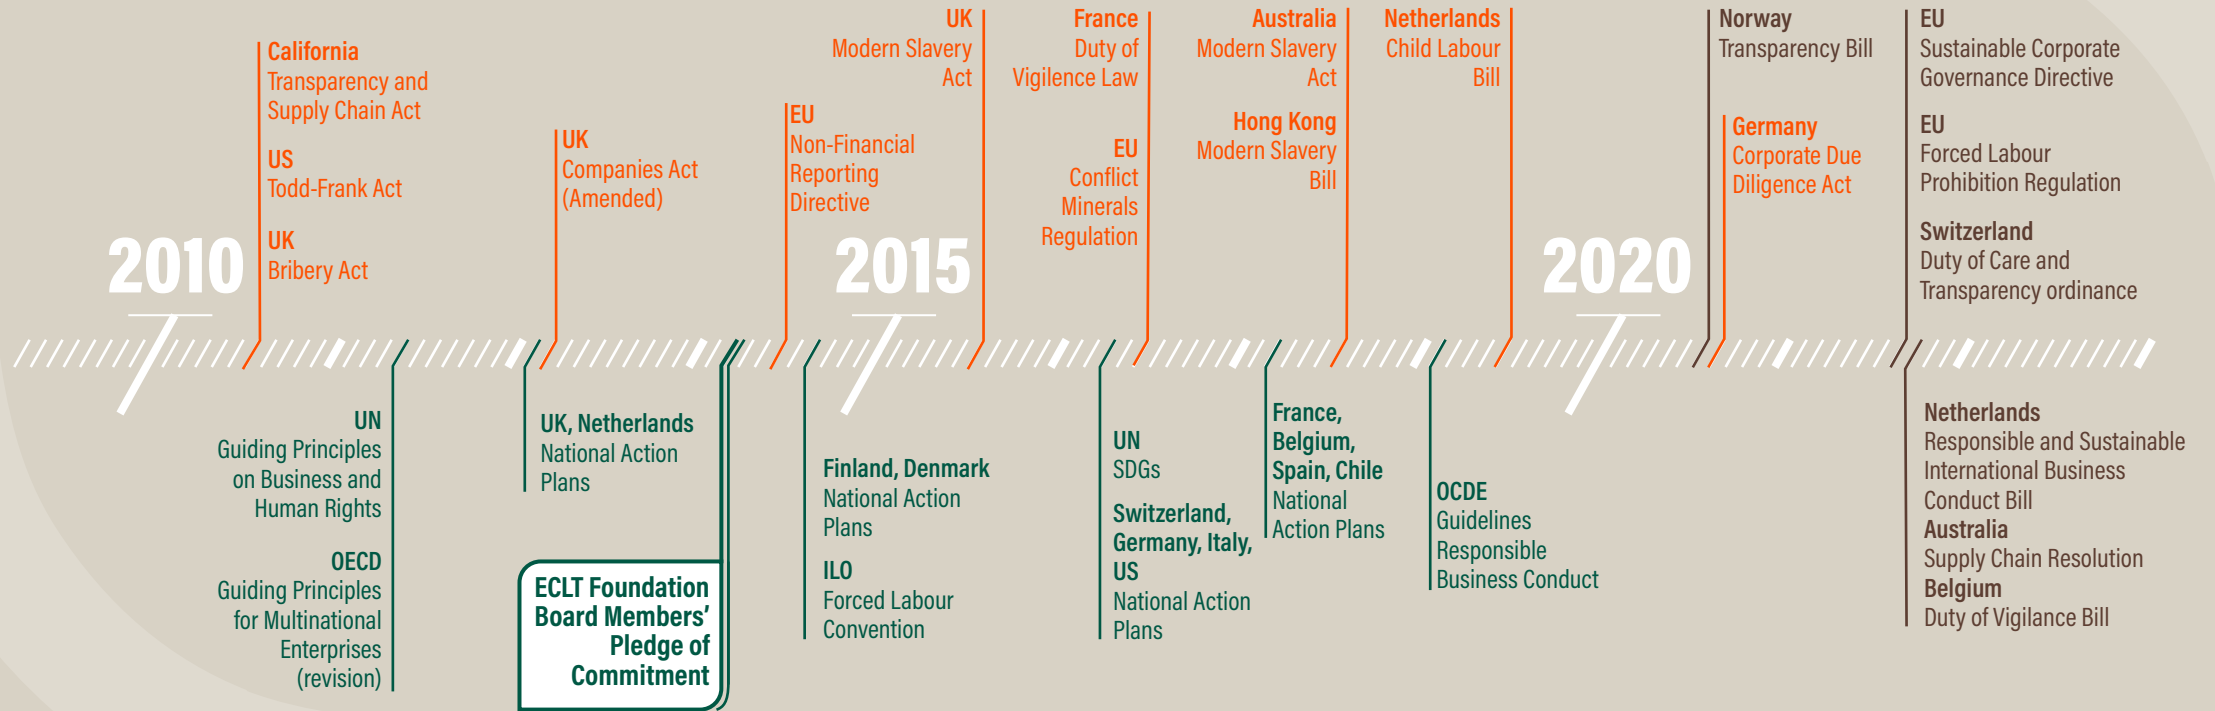 California
Transparency and
Supply Chain Act
US
Todd-Frank Act
UK
Bribery Act
2010
UN
Guiding Principles
on Business and
Human Rights
OECD
Guiding Principles
for Multinational
Enterprises
(revision)
UK
Companies Act
(Amended)
UK, Netherlands
National Action
Plans
ECLT Foundation
Board Members’
Pledge of
Commitment
EU
Non-Financial
Reporting
Directive
Finland, Denmark
National Action
Plans
ILO
Forced Labour
Convention
UK
Modern Slavery
Act
2015
France
Duty of
Vigilence Law
EU
Conflict
Minerals
Regulation
UN
SDGs
Switzerland,
Germany, Italy,
US
National Action
Plans
Australia
Modern Slavery
Act
Hong Kong
Modern Slavery
Bill
France,
Belgium,
Spain, Chile
National
Action Plans
Netherlands
Child Labour
Bill
OCDE
Guidelines
Responsible
Business Conduct
2020
Norway
Transparency Bill
Germany
Corporate Due
Diligence Act
EU
Sustainable Corporate
Governance Directive
EU
Forced Labour
Prohibition Regulation
Switzerland
Duty of Care and
Transparency ordinance
Netherlands
Responsible and Sustainable
International Business
Conduct Bill
Australia
Supply Chain Resolution
Belgium
Duty of Vigilance Bill